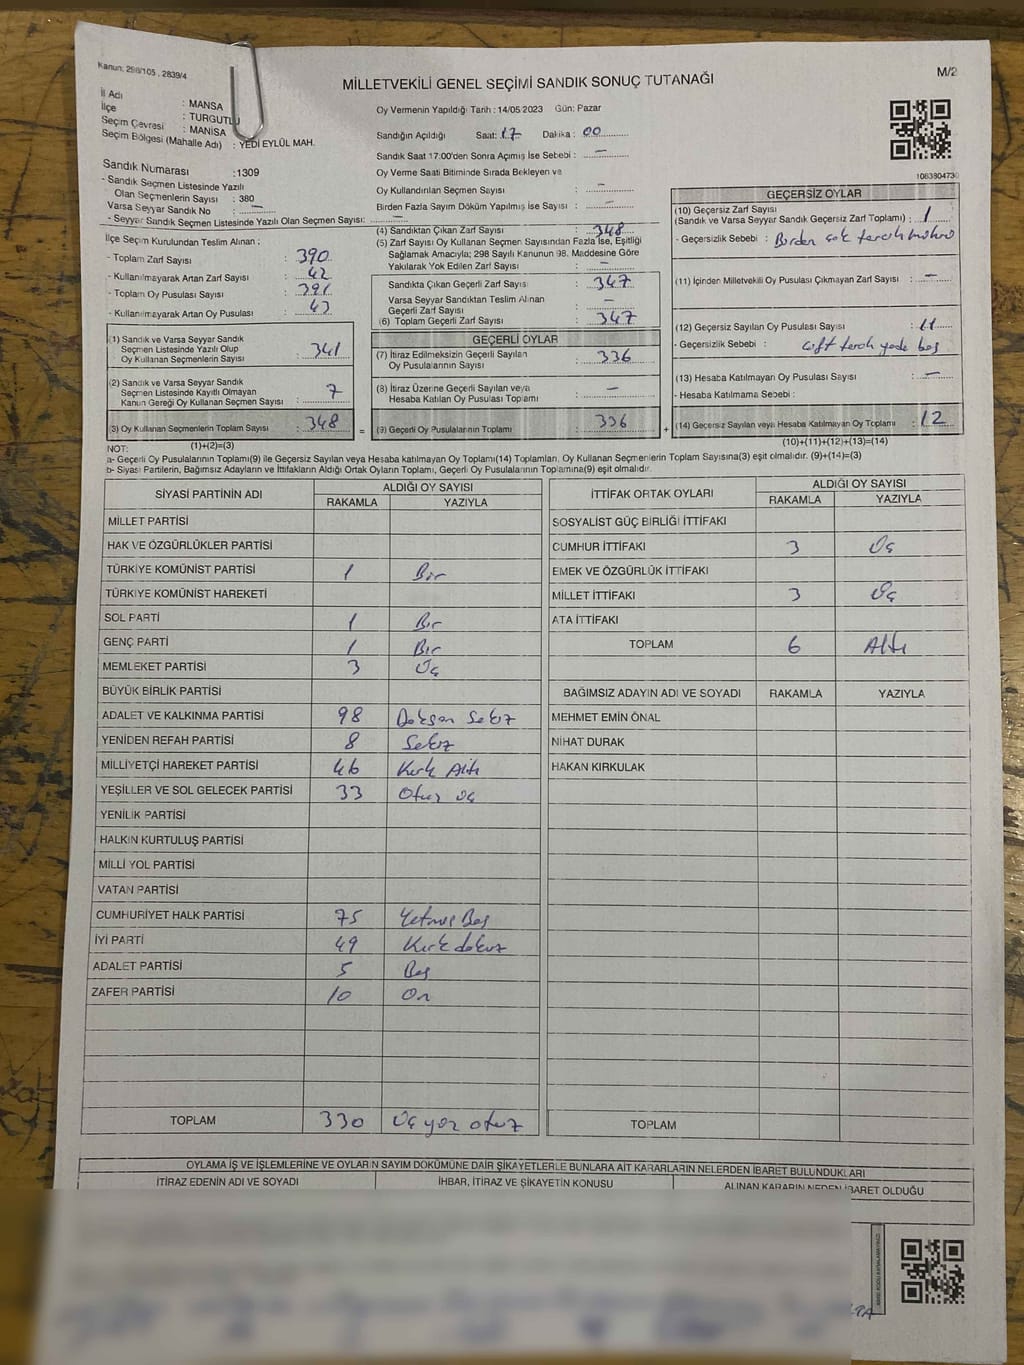 Kanun: 298/105 , 2839/4
M/2
MİLLETVEKİLİ GENEL SEÇİMİ SANDIK SONUÇ TUTANAĞI
İl Adı : MANİSA
İlçe : TURGUTLU
Seçim Çevresi : MANİSA
Seçim Bölgesi (Mahalle Adı) : YEDİ EYLÜL MAH.
Oy Vermenin Yapıldığı Tarih : 14/05/2023 Gün: Pazar
Sandığın Açıldığı Saat: 17 Dakika : 00
Sandık Saat 17:00'den Sonra Açımış İse Sebebi : –
Oy Verme Saati Bitiminde Sırada Bekleyen ve
Oy Kullandırılan Seçmen Sayısı : –
Birden Fazla Sayım Döküm Yapılmış İse Sayısı : –
Sandık Numarası :1309
- Sandık Seçmen Listesinde Yazılı
Olan Seçmenlerin Sayısı : 380
Varsa Seyyar Sandık No : –
- Seyyar Sandık Seçmen Listesinde Yazılı Olan Seçmen Sayısı: –
1083804730
İlçe Seçim Kurulundan Teslim Alınan ;
- Toplam Zarf Sayısı : 390
- Kullanılmayarak Artan Zarf Sayısı : 42
- Toplam Oy Pusulası Sayısı : 391
- Kullanılmayarak Artan Oy Pusulası : 43
(1) Sandık ve Varsa Seyyar Sandık
Seçmen Listesinde Yazılı Olup
Oy Kullanan Seçmenlerin Sayısı : 341
(2) Sandık ve Varsa Seyyar Sandık
Seçmen Listesinde Kayıtlı Olmayan
Kanun Gereği Oy Kullanan Seçmen Sayısı : 7
(3) Oy Kullanan Seçmenlerin Toplam Sayısı : 348
(1)+(2)=(3)
(4) Sandıktan Çıkan Zarf Sayısı : 348
(5) Zarf Sayısı Oy Kullanan Seçmen Sayısından Fazla İse, Eşitliği
Sağlamak Amacıyla; 298 Sayılı Kanunun 98. Maddesine Göre
Yakılarak Yok Edilen Zarf Sayısı : –
Sandıkta Çıkan Geçerli Zarf Sayısı : 347
Varsa Seyyar Sandıktan Teslim Alınan
Geçerli Zarf Sayısı : –
(6) Toplam Geçerli Zarf Sayısı : 347
GEÇERLİ OYLAR
(7) İtiraz Edilmeksizin Geçerli Sayılan
Oy Pusulalarının Sayısı : 336
(8) İtiraz Üzerine Geçerli Sayılan veya
Hesaba Katılan Oy Pusulaları Toplamı : –
= (9) Geçerli Oy Pusulalarının Toplamı : 336 +
GEÇERSİZ OYLAR
(10) Geçersiz Zarf Sayısı
(Sandık ve Varsa Seyyar Sandık Geçersiz Zarf Toplamı) : 1
- Geçersizlik Sebebi : Birden çok tercih mührü
(11) İçinden Milletvekili Oy Pusulası Çıkmayan Zarf Sayısı : –
(12) Geçersiz Sayılan Oy Pusulası Sayısı : 11
- Geçersizlik Sebebi : çift tercih yada boş
(13) Hesaba Katılmayan Oy Pusulası Sayısı : –
- Hesaba Katılmama Sebebi :
(14) Geçersiz Sayılan veya Hesaba Katılmayan Oy Toplamı : 12
(10)+(11)+(12)+(13)=(14)
NOT:
a- Geçerli Oy Pusulalarının Toplamı(9) ile Geçersiz Sayılan veya Hesaba katılmayan Oy Toplamı(14) Toplamları, Oy Kullanan Seçmenlerin Toplam Sayısına(3) eşit olmalıdır. (9)+(14)=(3)
b- Siyasi Partilerin, Bağımsız Adayların ve İttifakların Aldığı Ortak Oyların Toplamı, Geçerli Oy Pusulalarının Toplamına(9) eşit olmalıdır.
SİYASİ PARTİNİN ADI ALDIĞI OY SAYISI
RAKAMLA YAZIYLA
MİLLET PARTİSİ
HAK VE ÖZGÜRLÜKLER PARTİSİ
TÜRKİYE KOMÜNİST PARTİSİ 1 Bir
TÜRKİYE KOMÜNİST HAREKETİ
SOL PARTİ 1 Bir
GENÇ PARTİ 1 Bir
MEMLEKET PARTİSİ 3 Üç
BÜYÜK BİRLİK PARTİSİ
ADALET VE KALKINMA PARTİSİ 98 Doksan Sekiz
YENİDEN REFAH PARTİSİ 8 Sekiz
MİLLİYETÇİ HAREKET PARTİSİ 46 Kırk Altı
YEŞİLLER VE SOL GELECEK PARTİSİ 33 Otuz üç
YENİLİK PARTİSİ
HALKIN KURTULUŞ PARTİSİ
MİLLİ YOL PARTİSİ
VATAN PARTİSİ
CUMHURİYET HALK PARTİSİ 75 Yetmiş Beş
İYİ PARTİ 49 Kırk dokuz
ADALET PARTİSİ 5 Beş
ZAFER PARTİSİ 10 On
TOPLAM 330 Üç yüz otuz
İTTİFAK ORTAK OYLARI ALDIĞI OY SAYISI
RAKAMLA YAZIYLA
SOSYALİST GÜÇ BİRLİĞİ İTTİFAKI
CUMHUR İTTİFAKI 3 Üç
EMEK VE ÖZGÜRLÜK İTTİFAKI
MİLLET İTTİFAKI 3 Üç
ATA İTTİFAKI
TOPLAM 6 Altı
BAĞIMSIZ ADAYIN ADI VE SOYADI RAKAMLA YAZIYLA
MEHMET EMİN ÖNAL
NİHAT DURAK
HAKAN KIRKULAK
TOPLAM
OYLAMA İŞ VE İŞLEMLERİNE VE OYLARIN SAYIM DÖKÜMÜNE DAİR ŞİKAYETLERLE BUNLARA AİT KARARLARIN NELERDEN İBARET BULUNDUKLARI
İTİRAZ EDENİN ADI VE SOYADI İHBAR, İTİRAZ VE ŞİKAYETİN KONUSU ALINAN KARARIN NEDEN İBARET OLDUĞU